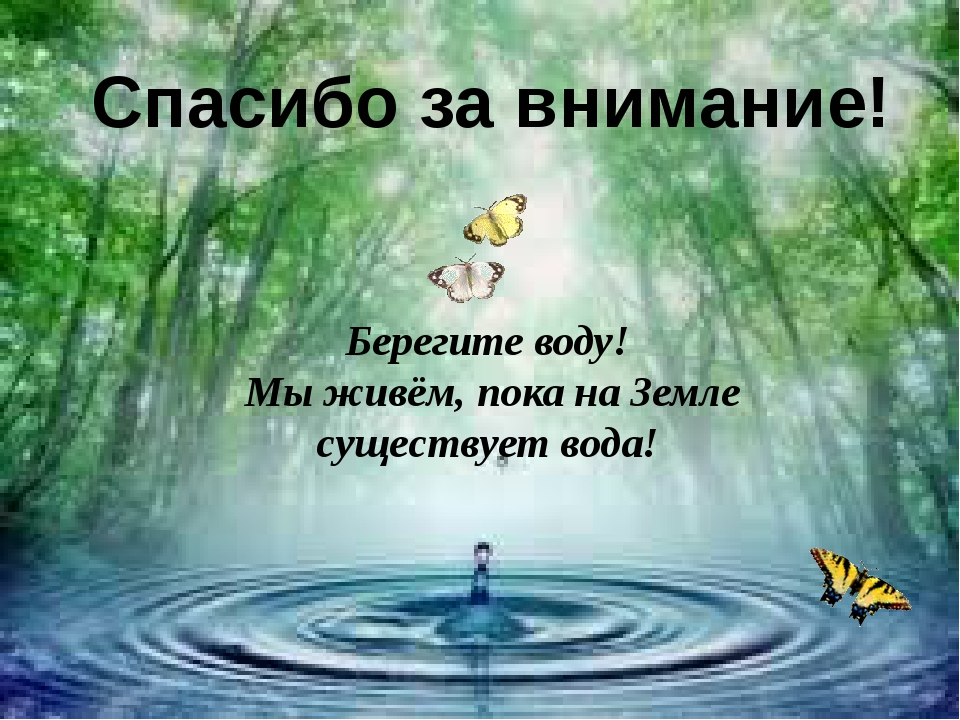 Спасибо за внимание!
Берегите воду!
Мы живём, пока на Земле
существует вода!